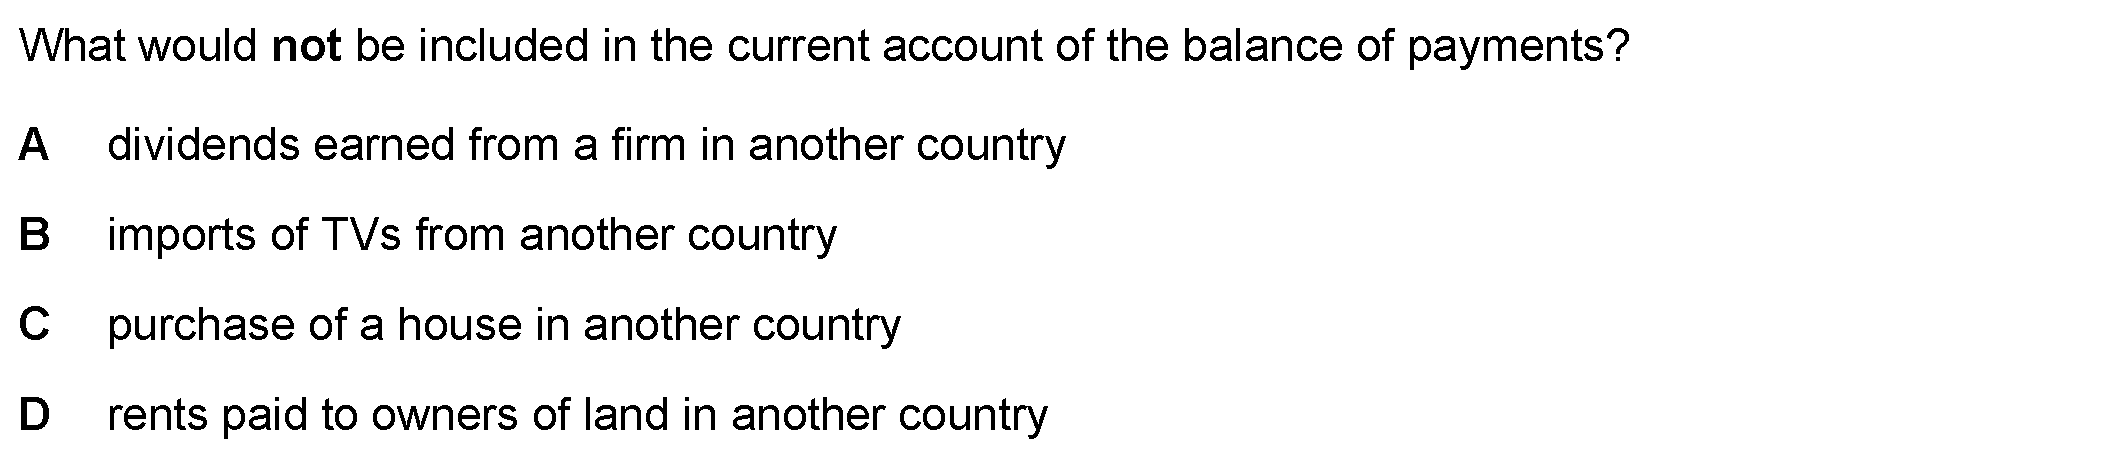 What would not be included in the current account of the balance of payments?
A dividends earned from a firm in another country
B imports of TVs from another country
C purchase of a house in another country
D rents paid to owners of land in another country